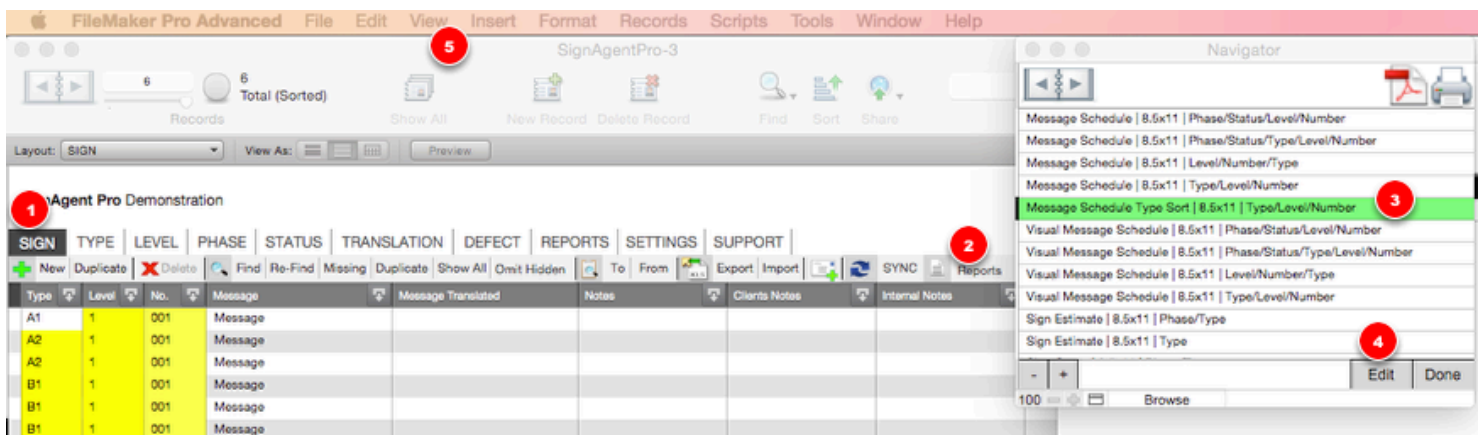 FileMaker Pro Advanced File Edit View Insert Format Records Scripts Tools Window Help
5
SignAgentPro-3
6
6
Total (Sorted)
Records
Show All
New Record Delete Record
Find Sort Share
Layout: SIGN View As: Preview
1
Agent Pro Demonstration
SIGN TYPE LEVEL PHASE STATUS TRANSLATION DEFECT REPORTS SETTINGS SUPPORT
2
New Duplicate Delete Find Re-Find Missing Duplicate Show All Omit Hidden To From XLS Export Import SYNC Reports
Type Level No. Message Message Translated Notes Clients Notes Internal Notes
A1 1 001 Message
A2 1 001 Message
A2 1 001 Message
B1 1 001 Message
B1 1 001 Message
B1 1 001 Message
Navigator
Message Schedule | 8.5x11 | Phase/Status/Level/Number
Message Schedule | 8.5x11 | Phase/Status/Type/Level/Number
Message Schedule | 8.5x11 | Level/Number/Type
Message Schedule | 8.5x11 | Type/Level/Number
Message Schedule Type Sort | 8.5x11 | Type/Level/Number
3
Visual Message Schedule | 8.5x11 | Phase/Status/Level/Number
Visual Message Schedule | 8.5x11 | Phase/Status/Type/Level/Number
Visual Message Schedule | 8.5x11 | Level/Number/Type
Visual Message Schedule | 8.5x11 | Type/Level/Number
Sign Estimate | 8.5x11 | Phase/Type
Sign Estimate | 8.5x11 | Type
4
- + Edit Done
100 Browse